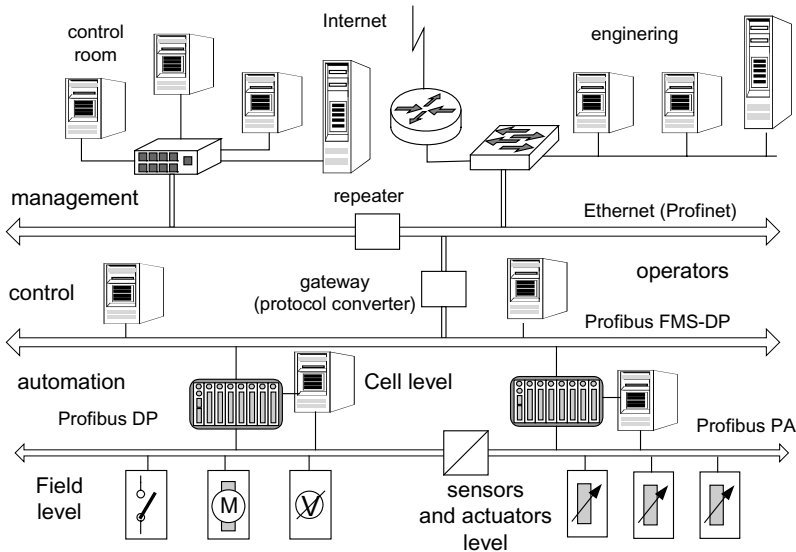 control
room
Internet
enginering
management
repeater
Ethernet (Profinet)
control
gateway
(protocol converter)
operators
Profibus FMS-DP
automation
Cell level
Profibus DP
Profibus PA
Field
level
M
V
sensors
and actuators
level